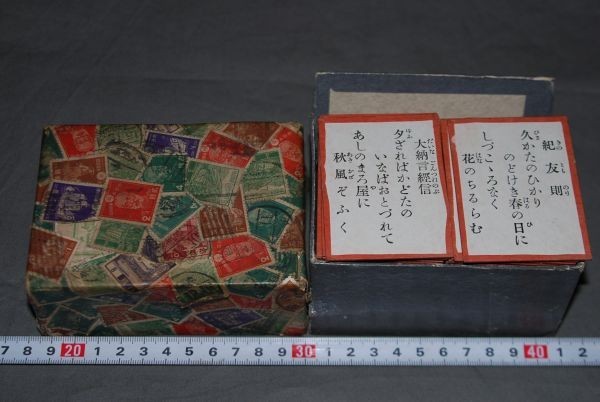 紀友則
久かたのひかり
のどけき春の日に
しづこゝろなく
花のちるらむ
大納言經信
夕ざればかどたの
いなばおとづれて
あしのまろ屋に
秋風ぞふく
7 8 9 20 1 2 3 4 5 6 7 8 9 30 1 2 3 4 5 6 7 8 9 40 1 2